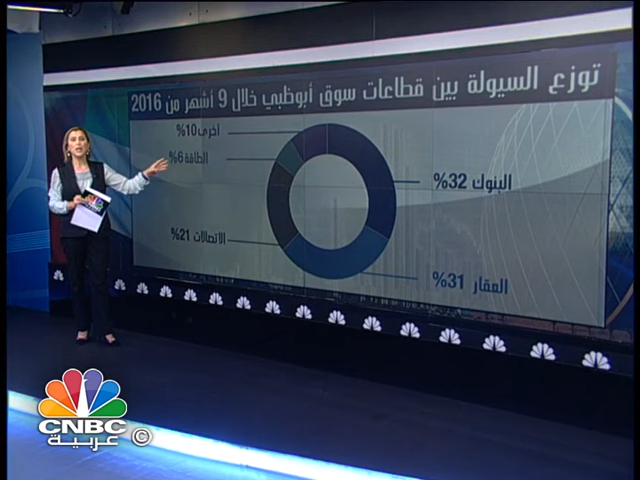 توزع السيولة بين قطاعات سوق أبوظبي خلال 9 أشهر من 2016
أخرى 10%
الطاقة 6%
البنوك 32%
الاتصالات 21%
العقار 31%
CNBC
عربية ©